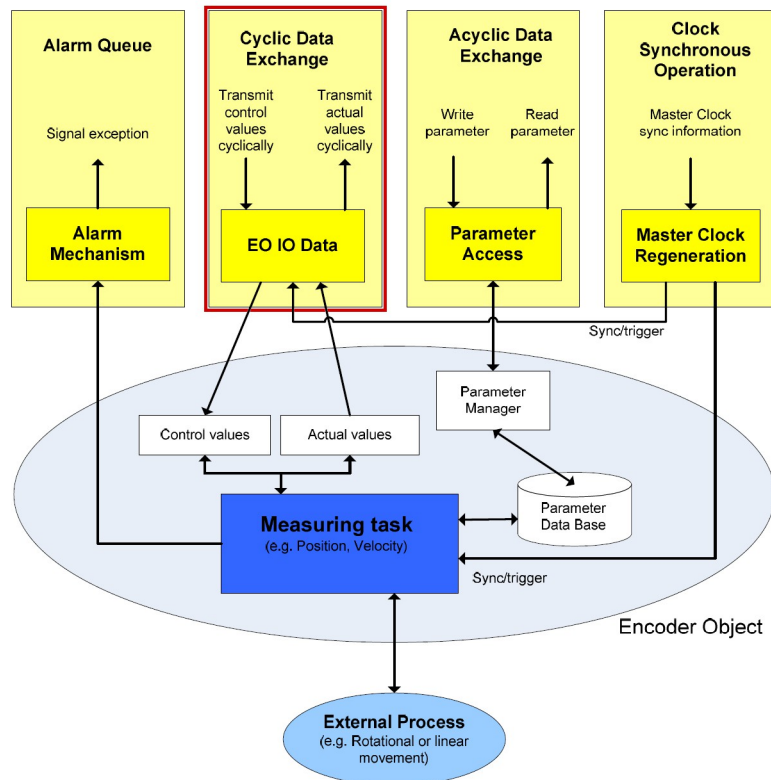 Alarm Queue
Signal exception
Alarm
Mechanism
Cyclic Data
Exchange
Transmit
control
values
cyclically
Transmit
actual
values
cyclically
EO IO Data
Acyclic Data
Exchange
Write
parameter
Read
parameter
Parameter
Access
Clock
Synchronous
Operation
Master Clock
sync information
Master Clock
Regeneration
Sync/trigger
Parameter
Manager
Control values
Actual values
Parameter
Data Base
Measuring task
(e.g. Position, Velocity)
Sync/trigger
Encoder Object
External Process
(e.g. Rotational or linear
movement)